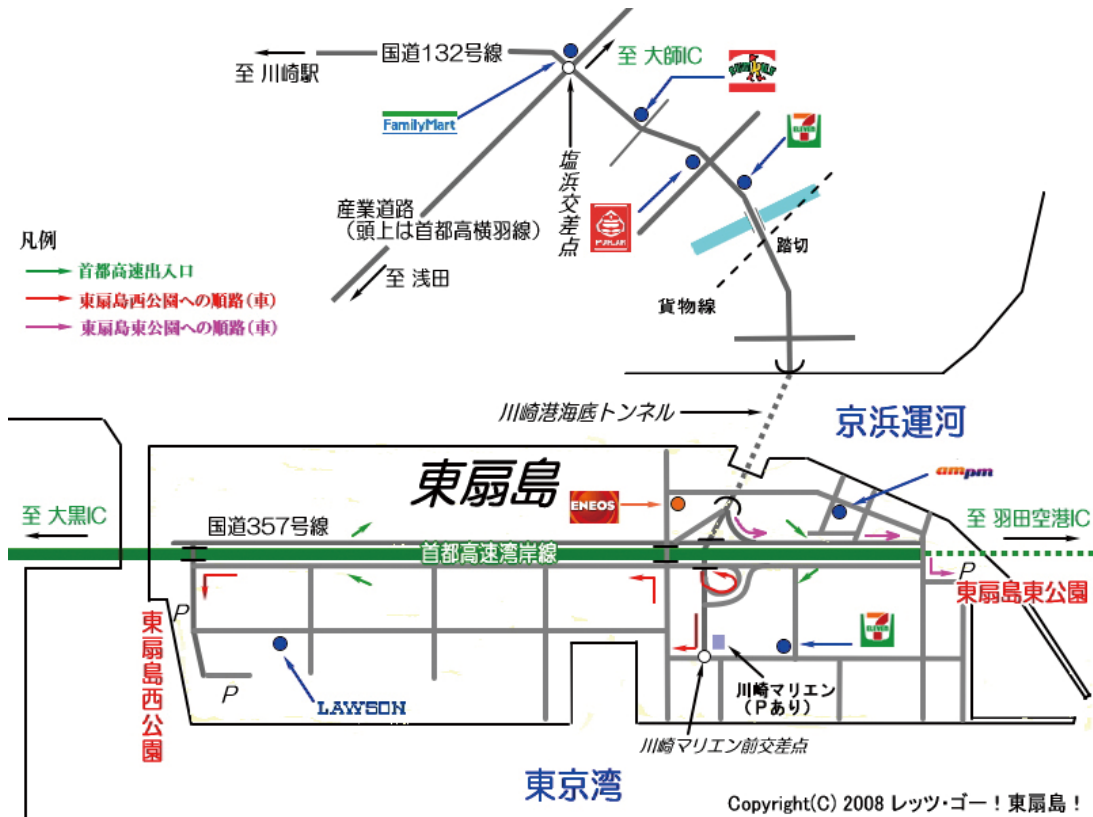 国道132号線
至 川崎駅
至 大師IC
FamilyMart
7
ELEVEN
塩浜交差点
産業道路
(頭上は首都高横羽線)
踏切
凡例
首都高速出入口
東扇島西公園への順路(車)
東扇島東公園への順路(車)
至 浅田
貨物線
川崎港海底トンネル
京浜運河
東扇島
ampm
ENEOS
至 大黒IC
国道357号線
至 羽田空港IC
首都高速湾岸線
P
東扇島東公園
P
東扇島西公園
7
ELEVEN
P
LAWSON
川崎マリエン
(Pあり)
川崎マリエン前交差点
東京湾
Copyright(C) 2008 レッツ・ゴー!東扇島!